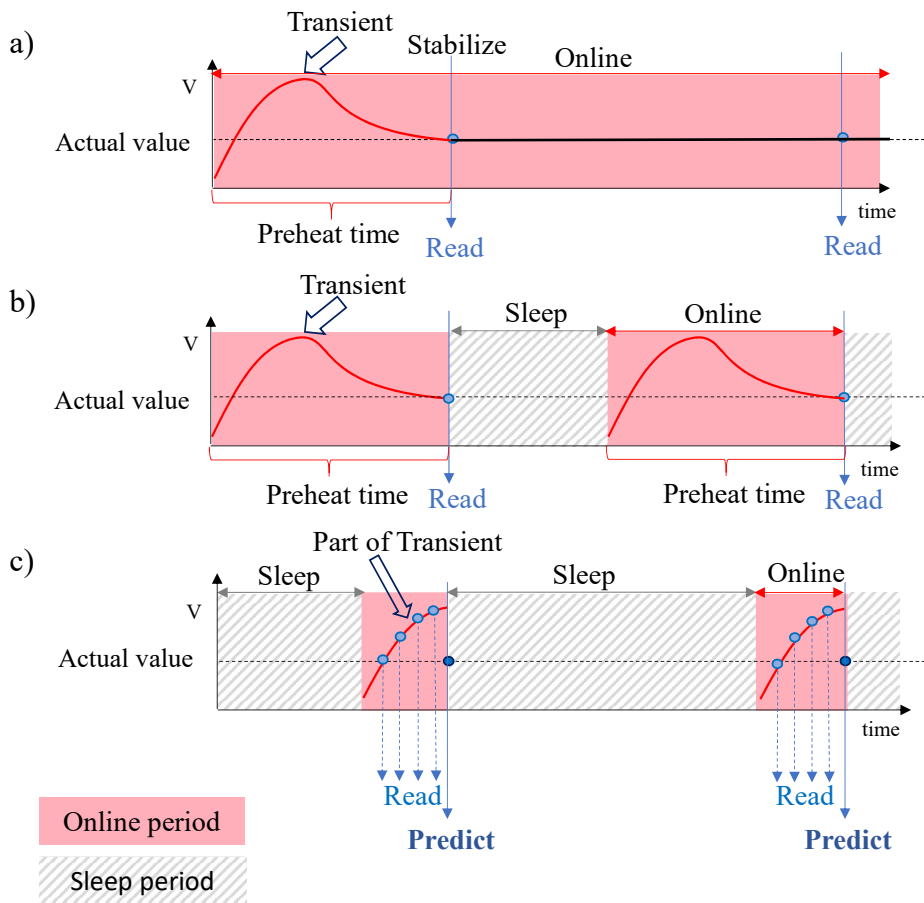 a)
Transient
Stabilize
Online
V
Actual value
time
Preheat time
Read
Read
b)
Transient
Sleep
Online
V
Actual value
time
Preheat time
Read
Preheat time
Read
c)
Part of Transient
Sleep
Sleep
Online
V
Actual value
time
Read
Read
Predict
Predict
Online period
Sleep period